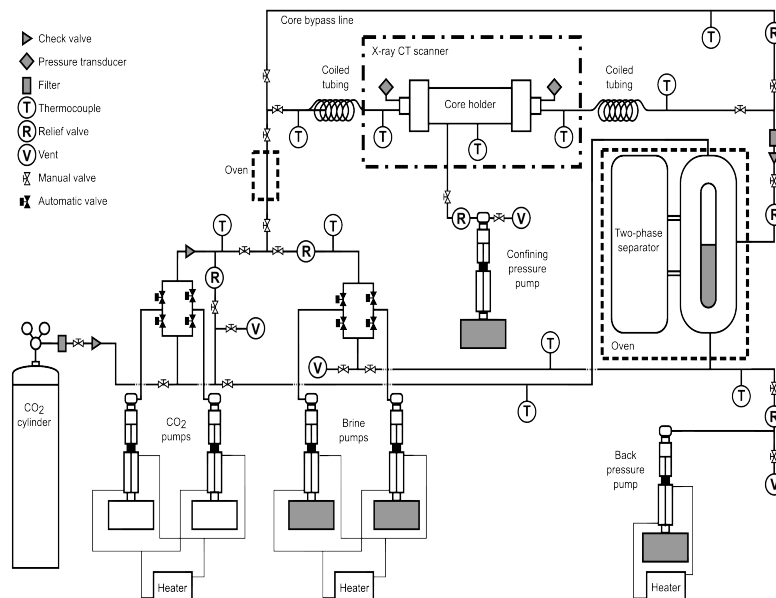 Core bypass line
R
T
Check valve
X-ray CT scanner
Pressure transducer
Coiled
tubing
Coiled
tubing
Filter
T
T Thermocouple
Core holder
R Relief valve
T
T
T
T
V Vent
Manual valve
Oven
Automatic valve
Two-phase
separator
R
T
T
R
V
Confining
pressure
pump
R
R
V
T
Oven
V
CO2
cylinder
T
T
CO2
pumps
Brine
pumps
R
Back
pressure
pump
V
Heater
Heater
Heater